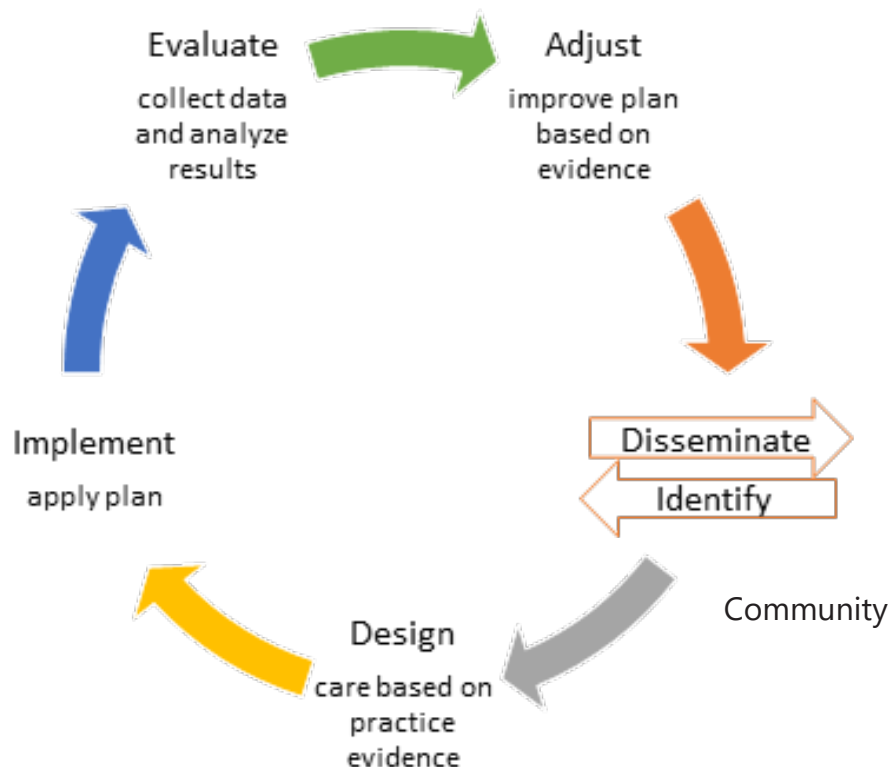 Evaluate
collect data
and analyze
results
Adjust
improve plan
based on
evidence
Disseminate
Identify
Community
Design
care based on
practice
evidence
Implement
apply plan